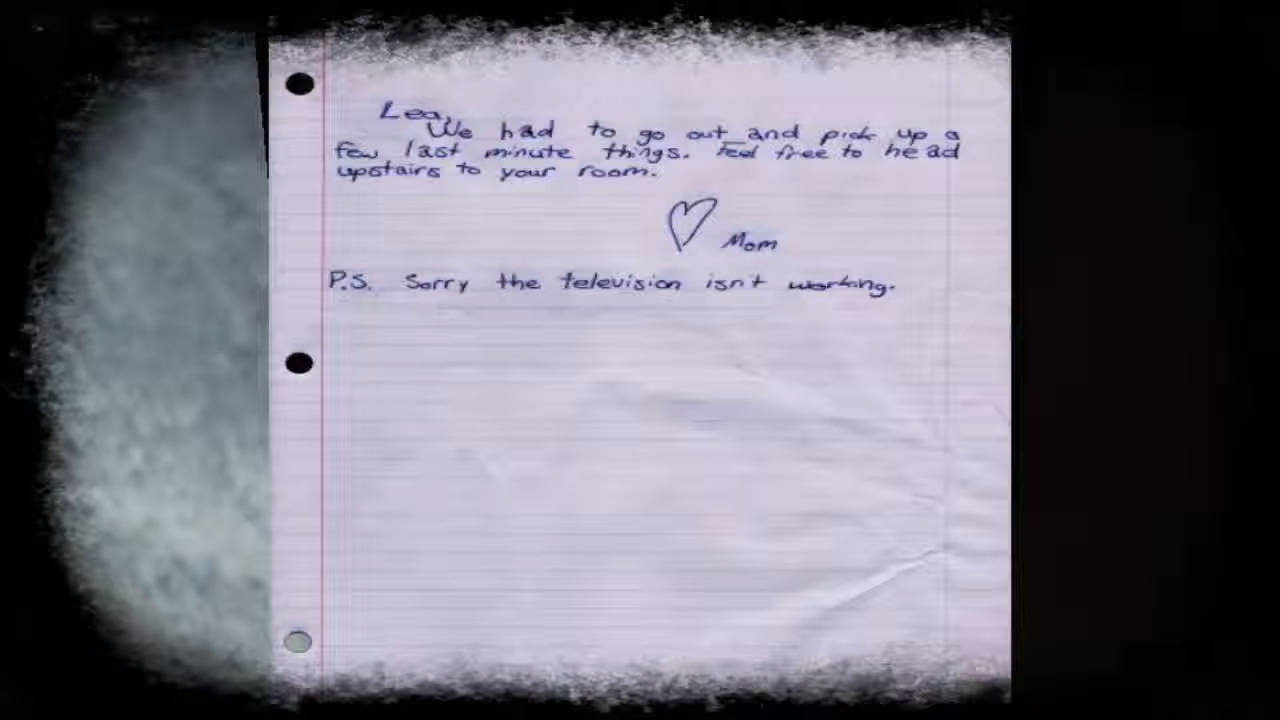 Lea,
We had to go out and pick up a
few last minute things. Feel free to head
upstairs to your room.
Mom
P.S. Sorry the television isn't working.